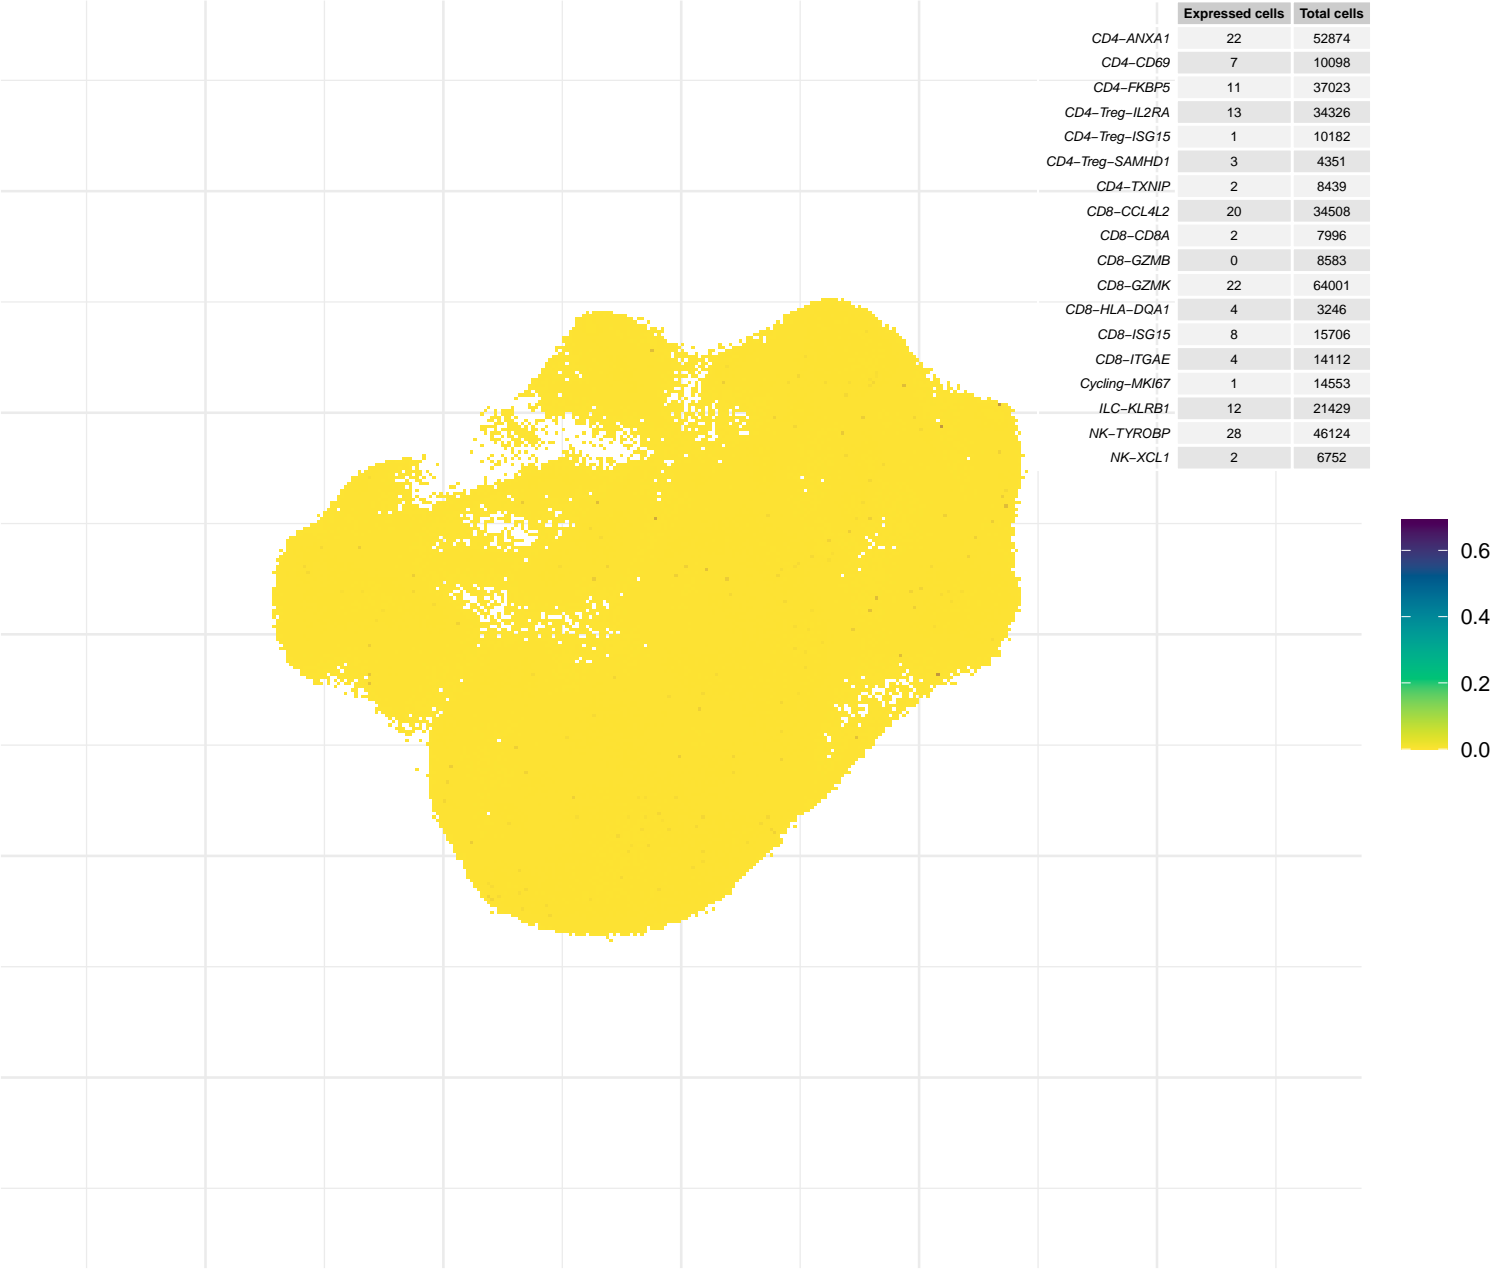 Expressed cells Total cells
CD4−ANXA1 22 52874
CD4−CD69 7 10098
CD4−FKBP5 11 37023
CD4−Treg−IL2RA 13 34326
CD4−Treg−ISG15 1 10182
CD4−Treg−SAMHD1 3 4351
CD4−TXNIP 2 8439
CD8−CCL4L2 20 34508
CD8−CD8A 2 7996
CD8−GZMB 0 8583
CD8−GZMK 22 64001
CD8−HLA−DQA1 4 3246
CD8−ISG15 8 15706
CD8−ITGAE 4 14112
Cycling−MKI67 1 14553
ILC−KLRB1 12 21429
NK−TYROBP 28 46124
NK−XCL1 2 6752
0.6
0.4
0.2
0.0